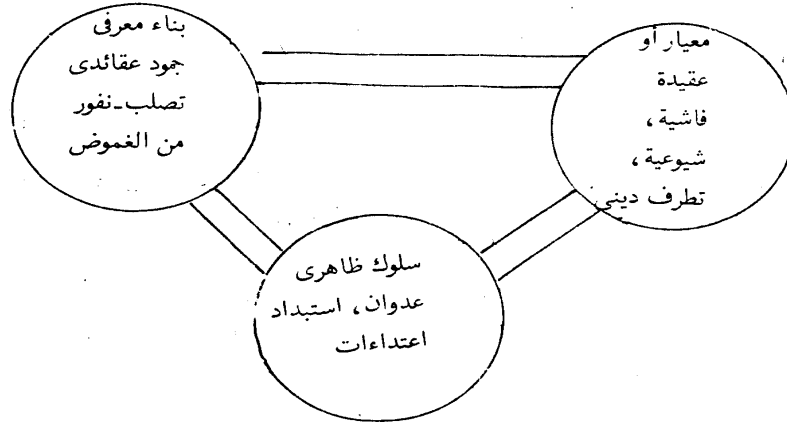 معيار أو
عقيدة
فاشية،
شيوعية،
تطرف ديني
بناء معرفى
جمود عقائدى
تصلب-نفور
من الغموض
سلوك ظاهرى
عدوان، استبداد
اعتداءات